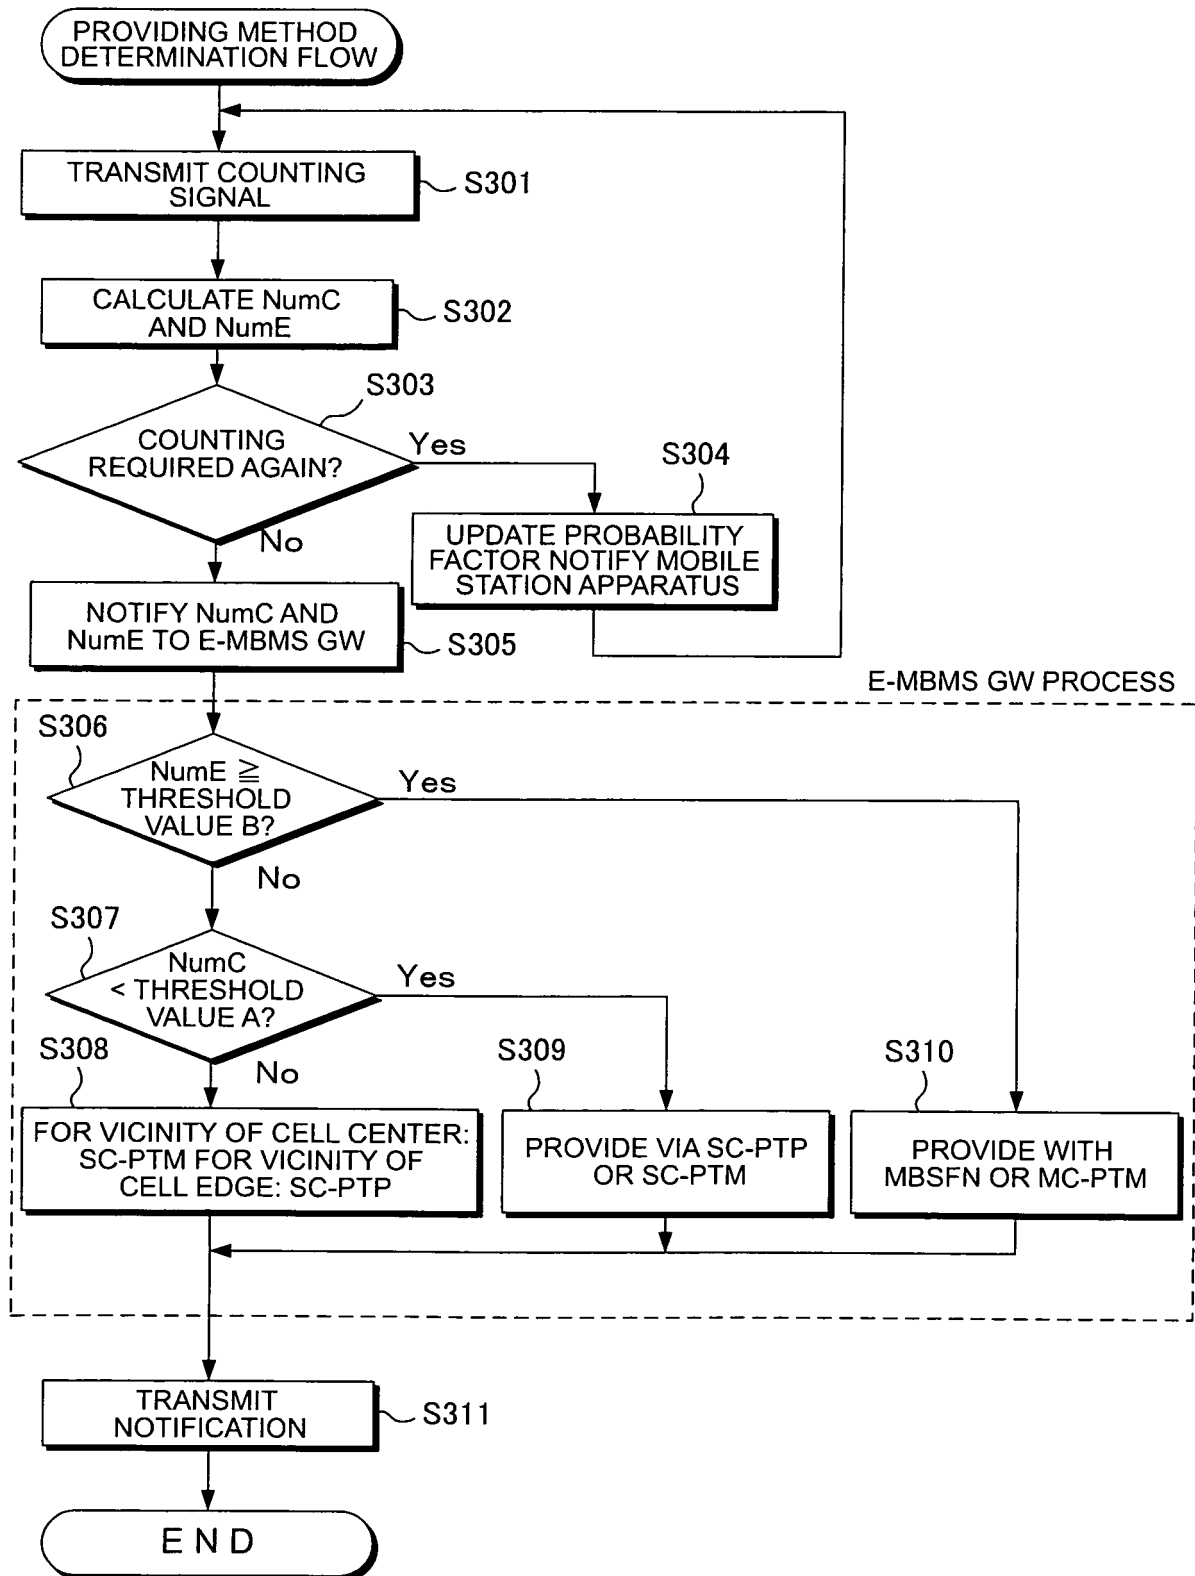 PROVIDING METHOD
DETERMINATION FLOW
TRANSMIT COUNTING
SIGNAL
S301
CALCULATE NumC
AND NumE
S302
S303
COUNTING
REQUIRED AGAIN?
Yes
No
S304
UPDATE PROBABILITY
FACTOR NOTIFY MOBILE
STATION APPARATUS
NOTIFY NumC AND
NumE TO E-MBMS GW
S305
E-MBMS GW PROCESS
S306
NumE ≧
THRESHOLD
VALUE B?
Yes
No
S307
NumC
< THRESHOLD
VALUE A?
Yes
No
S308
FOR VICINITY OF CELL CENTER:
SC-PTM FOR VICINITY OF
CELL EDGE: SC-PTP
S309
PROVIDE VIA SC-PTP
OR SC-PTM
S310
PROVIDE WITH
MBSFN OR MC-PTM
TRANSMIT
NOTIFICATION
S311
END